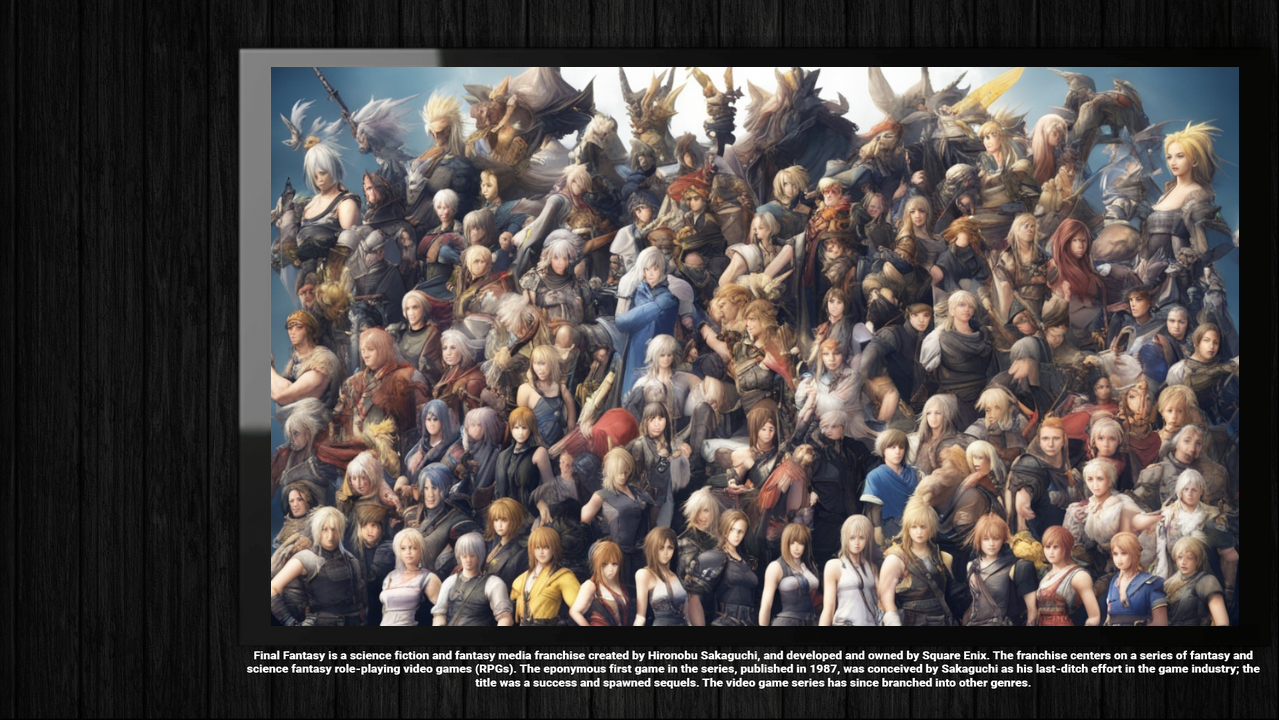 Final Fantasy is a science fiction and fantasy media franchise created by Hironobu Sakaguchi, and developed and owned by Square Enix. The franchise centers on a series of fantasy and
science fantasy role-playing video games (RPGs). The eponymous first game in the series, published in 1987, was conceived by Sakaguchi as his last-ditch effort in the game industry; the
title was a success and spawned sequels. The video game series has since branched into other genres.